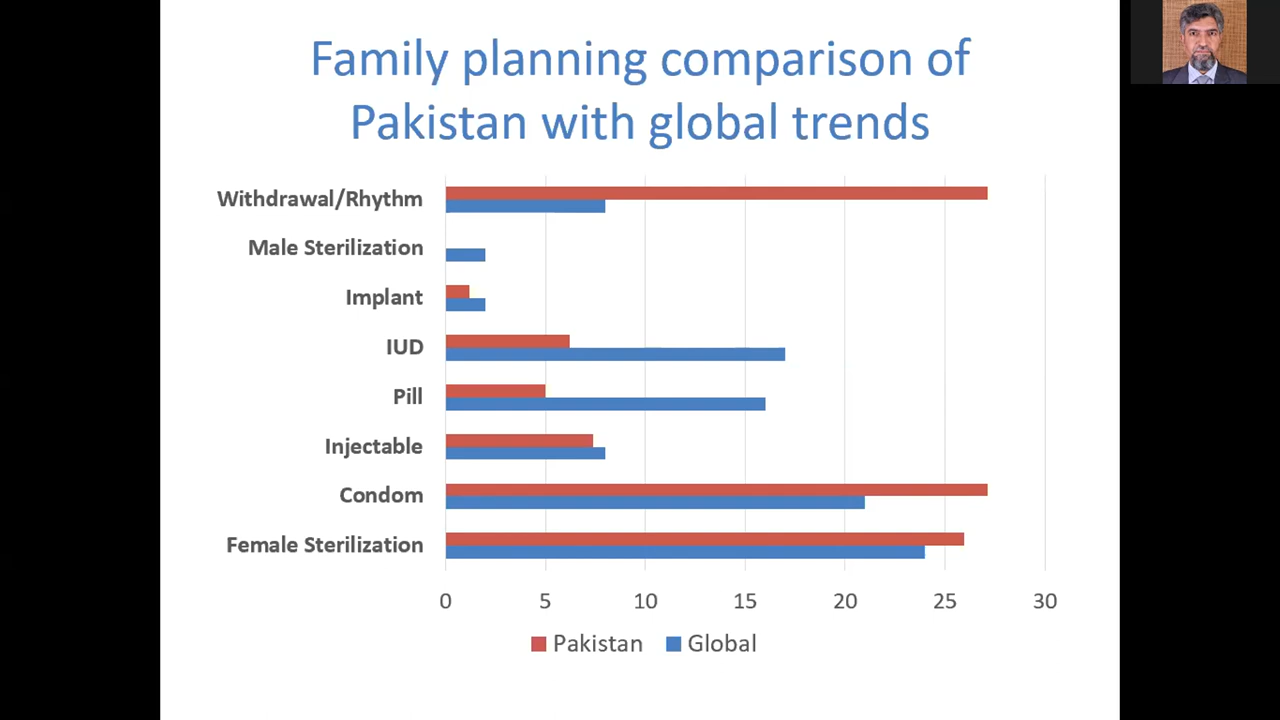 Family planning comparison of
Pakistan with global trends
Withdrawal/Rhythm
Male Sterilization
Implant
IUD
Pill
Injectable
Condom
Female Sterilization
0 5 10 15 20 25 30
Pakistan Global